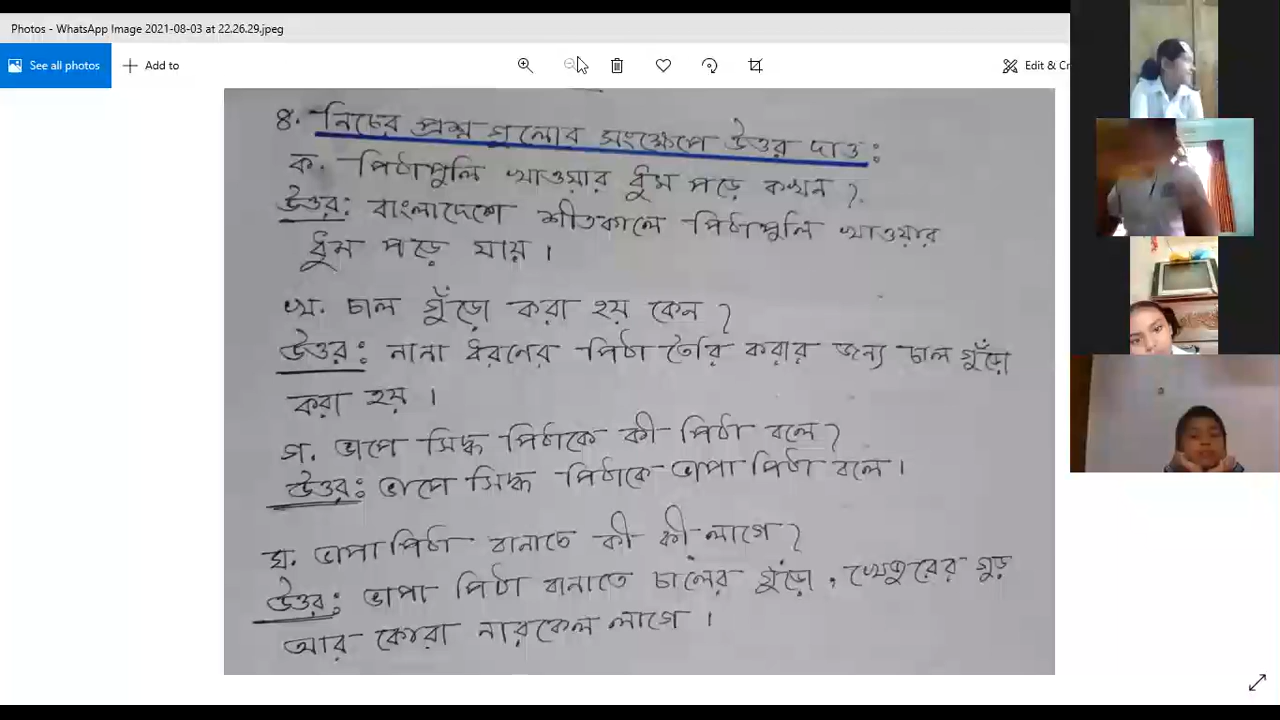 Photos - WhatsApp Image 2021-08-03 at 22.26.29.jpeg
See all photos
Add to
Edit & Cr
৪. নিচের প্রশ্ন গুলোর সংক্ষেপে উত্তর দাও:
ক. পিঠাপুলি খাওয়ার ধুম পড়ে কখন?
উত্তর: বাংলাদেশে শীতকালে পিঠাপুলি খাওয়ার
ধুম পড়ে যায়।
খ. চাল গুঁড়ো করা হয় কেন?
উত্তর: নানা ধরনের পিঠা তৈরি করার জন্য চাল গুঁড়ো
করা হয়।
গ. ভাপে সিদ্ধ পিঠাকে কী পিঠা বলে?
উত্তর: ভাপে সিদ্ধ পিঠাকে ভাপা পিঠা বলে।
ঘ. ভাপা পিঠা বানাতে কী কী লাগে?
উত্তর: ভাপা পিঠা বানাতে চালের গুঁড়ো, খেজুরের গুড়
আর কোরা নারকেল লাগে।